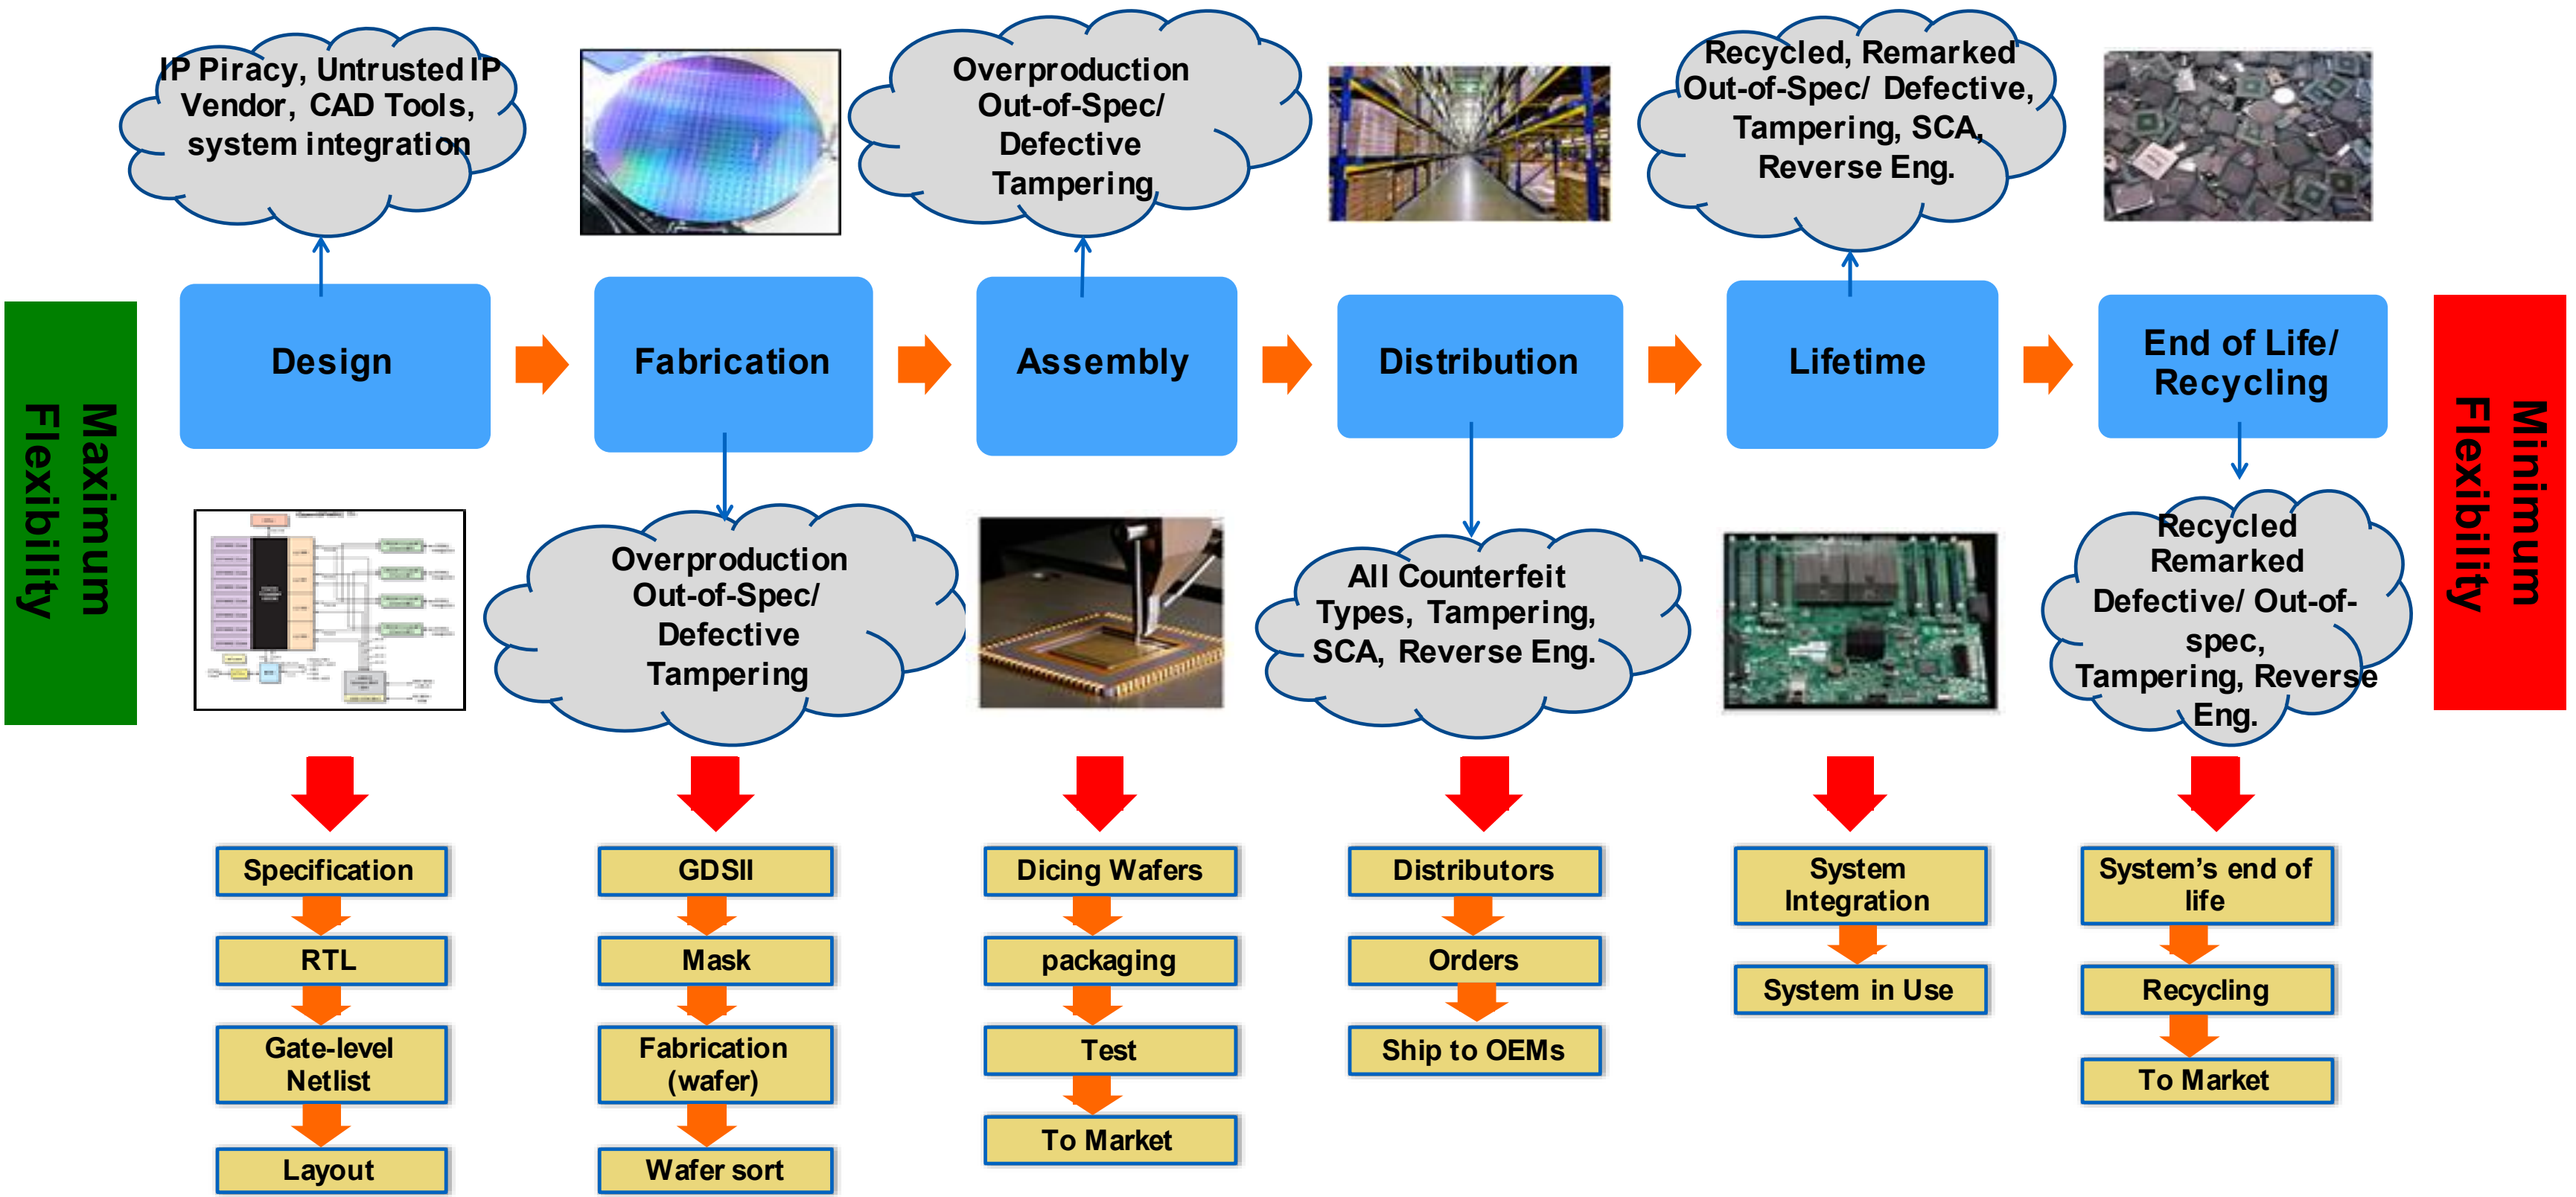 IP Piracy, Untrusted IP
Vendor, CAD Tools,
system integration
Overproduction
Out-of-Spec/
Defective
Tampering
Recycled, Remarked
Out-of-Spec/ Defective,
Tampering, SCA,
Reverse Eng.
Maximum
Flexibility
Design
Fabrication
Assembly
Distribution
Lifetime
End of Life/
Recycling
Minimum
Flexibility
Overproduction
Out-of-Spec/
Defective
Tampering
All Counterfeit
Types, Tampering,
SCA, Reverse Eng.
Recycled
Remarked
Defective/ Out-of-
spec,
Tampering, Reverse
Eng.
Specification
RTL
Gate-level
Netlist
Layout
GDSII
Mask
Fabrication
(wafer)
Wafer sort
Dicing Wafers
packaging
Test
To Market
Distributors
Orders
Ship to OEMs
System
Integration
System in Use
System’s end of
life
Recycling
To Market